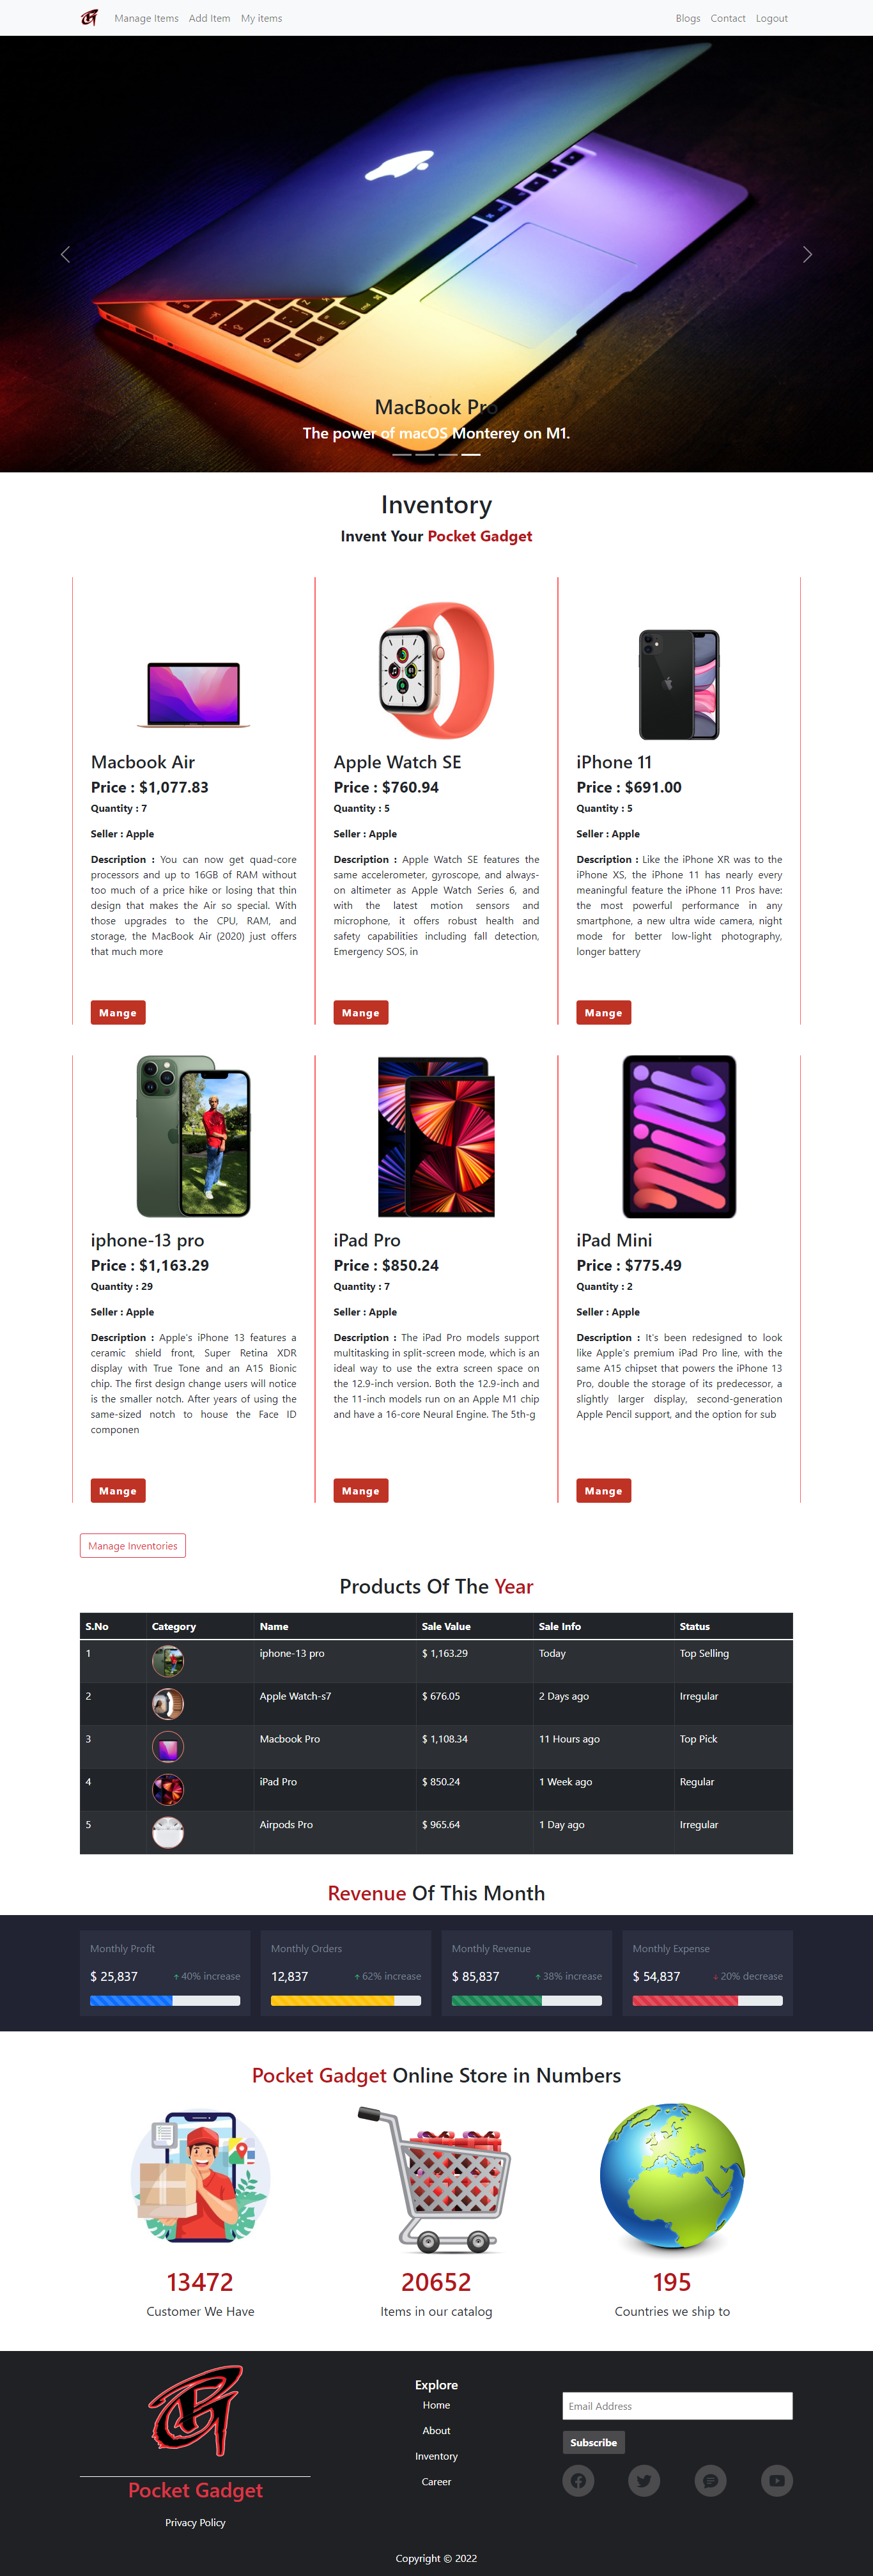 Manage Items Add Item My items Blogs Contact Logout
MacBook Pro
The power of macOS Monterey on M1.
Inventory
Invent Your Pocket Gadget
Macbook Air
Price : $1,077.83
Quantity : 7
Seller : Apple
Description : You can now get quad-core
processors and up to 16GB of RAM without
too much of a price hike or losing that thin
design that makes the Air so special. With
those upgrades to the CPU, RAM, and
storage, the MacBook Air (2020) just offers
that much more
Mange
Apple Watch SE
Price : $760.94
Quantity : 5
Seller : Apple
Description : Apple Watch SE features the
same accelerometer, gyroscope, and always-
on altimeter as Apple Watch Series 6, and
with the latest motion sensors and
microphone, it offers robust health and
safety capabilities including fall detection,
Emergency SOS, in
Mange
iPhone 11
Price : $691.00
Quantity : 5
Seller : Apple
Description : Like the iPhone XR was to the
iPhone XS, the iPhone 11 has nearly every
meaningful feature the iPhone 11 Pros have:
the most powerful performance in any
smartphone, a new ultra wide camera, night
mode for better low-light photography,
longer battery
Mange
iphone-13 pro
Price : $1,163.29
Quantity : 29
Seller : Apple
Description : Apple's iPhone 13 features a
ceramic shield front, Super Retina XDR
display with True Tone and an A15 Bionic
chip. The first design change users will notice
is the smaller notch. After years of using the
same-sized notch to house the Face ID
componen
Mange
iPad Pro
Price : $850.24
Quantity : 7
Seller : Apple
Description : The iPad Pro models support
multitasking in split-screen mode, which is an
ideal way to use the extra screen space on
the 12.9-inch version. Both the 12.9-inch and
the 11-inch models run on an Apple M1 chip
and have a 16-core Neural Engine. The 5th-g
Mange
iPad Mini
Price : $775.49
Quantity : 2
Seller : Apple
Description : It's been redesigned to look
like Apple's premium iPad Pro line, with the
same A15 chipset that powers the iPhone 13
Pro, double the storage of its predecessor, a
slightly larger display, second-generation
Apple Pencil support, and the option for sub
Mange
Manage Inventories
Products Of The Year
S.No Category Name Sale Value Sale Info Status
1 iphone-13 pro $ 1,163.29 Today Top Selling
2 Apple Watch-s7 $ 676.05 2 Days ago Irregular
3 Macbook Pro $ 1,108.34 11 Hours ago Top Pick
4 iPad Pro $ 850.24 1 Week ago Regular
5 Airpods Pro $ 965.64 1 Day ago Irregular
Revenue Of This Month
Monthly Profit
$ 25,837 ↑ 40% increase
Monthly Orders
12,837 ↑ 62% increase
Monthly Revenue
$ 85,837 ↑ 38% increase
Monthly Expense
$ 54,837 ↓ 20% decrease
Pocket Gadget Online Store in Numbers
13472
Customer We Have
20652
Items in our catalog
195
Countries we ship to
Pocket Gadget
Privacy Policy
Explore
Home
About
Inventory
Career
Email Address
Subscribe
Copyright © 2022